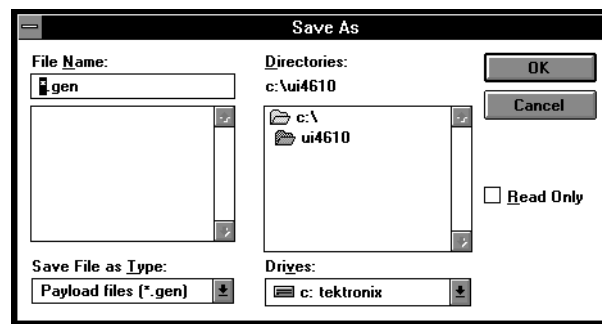 Save As
File Name:
*.gen
Directories:
c:\ui4610
c:\
ui4610
OK
Cancel
Read Only
Save File as Type:
Payload files (*.gen)
Drives:
c: tektronix